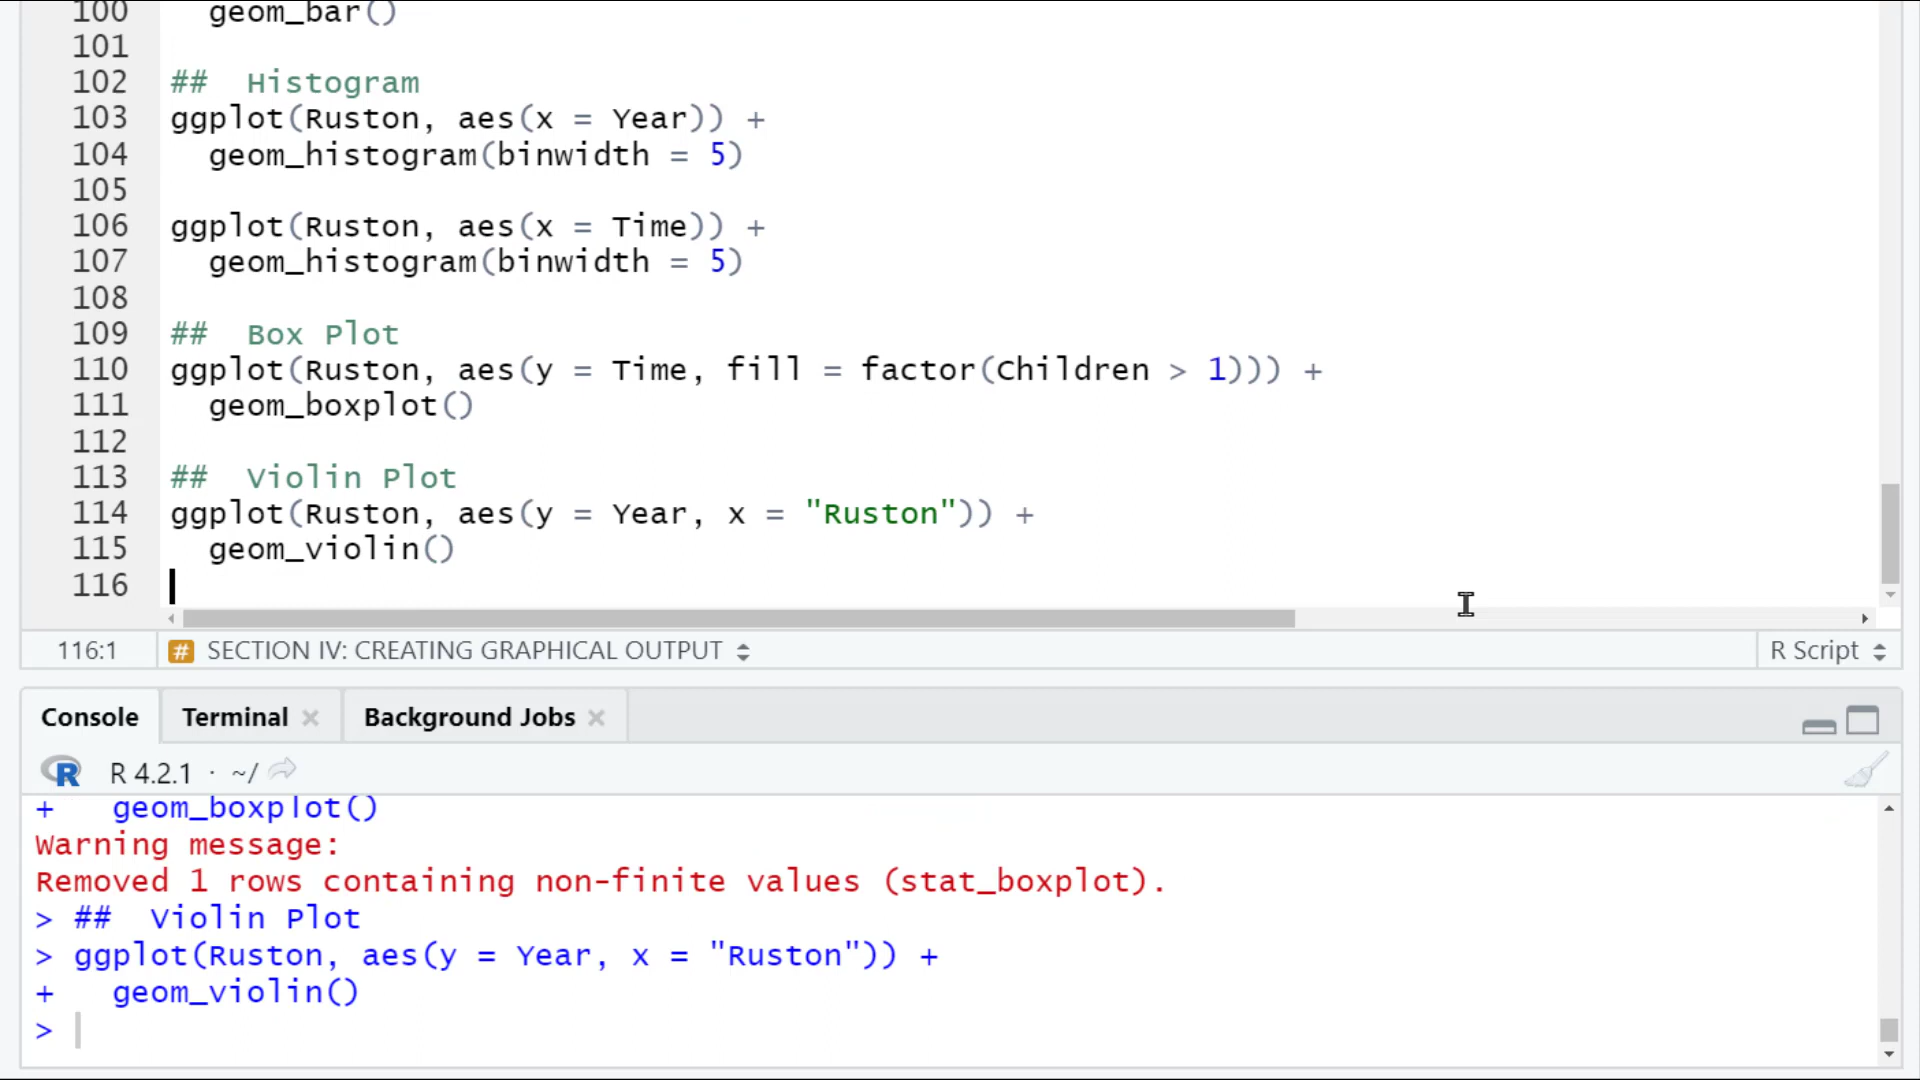 100   geom_bar()
101
102 ##  Histogram
103 ggplot(Ruston, aes(x = Year)) +
104   geom_histogram(binwidth = 5)
105
106 ggplot(Ruston, aes(x = Time)) +
107   geom_histogram(binwidth = 5)
108
109 ##  Box Plot
110 ggplot(Ruston, aes(y = Time, fill = factor(Children > 1))) +
111   geom_boxplot()
112
113 ##  Violin Plot
114 ggplot(Ruston, aes(y = Year, x = "Ruston")) +
115   geom_violin()
116
116:1 # SECTION IV: CREATING GRAPHICAL OUTPUT R Script
Console Terminal Background Jobs
R R 4.2.1 · ~/
+   geom_boxplot()
Warning message:
Removed 1 rows containing non-finite values (stat_boxplot).
> ##  Violin Plot
> ggplot(Ruston, aes(y = Year, x = "Ruston")) +
+   geom_violin()
>